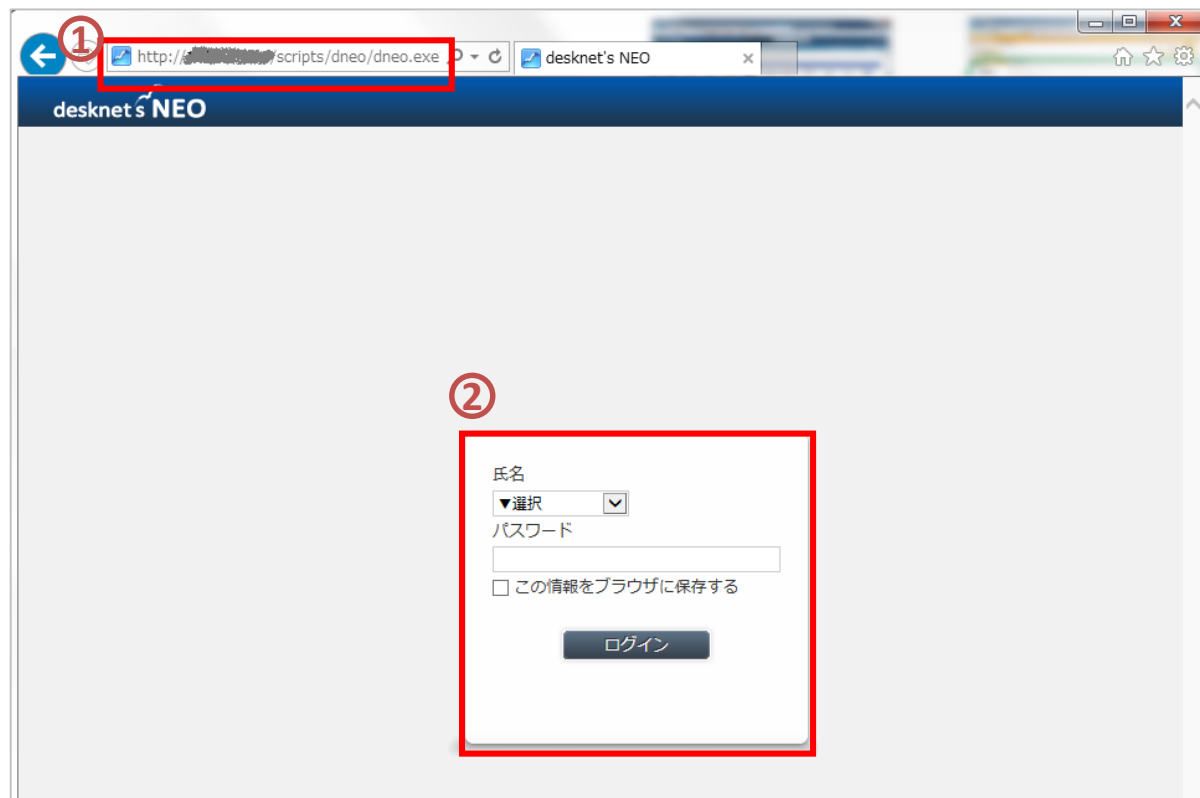 ①
http:// /scripts/dneo/dneo.exe
desknet's NEO
desknet's NEO
②
氏名
▼選択
パスワード
この情報をブラウザに保存する
ログイン